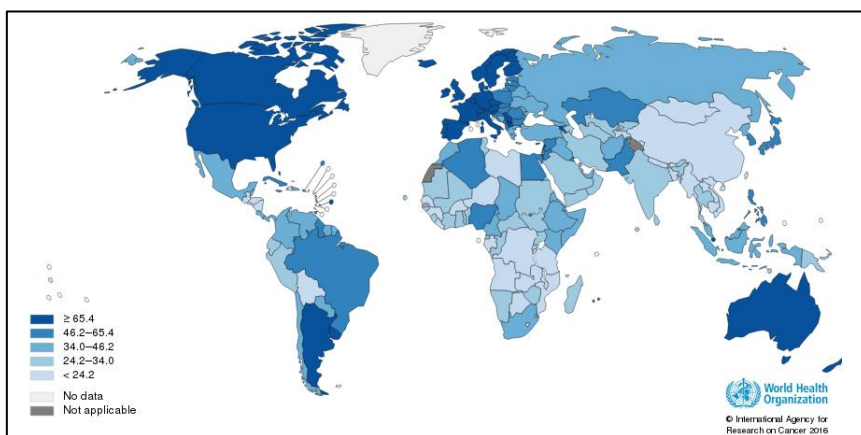 ≥ 65.4
46.2–65.4
34.0–46.2
24.2–34.0
< 24.2
No data
Not applicable
World Health
Organization
© International Agency for
Research on Cancer 2016